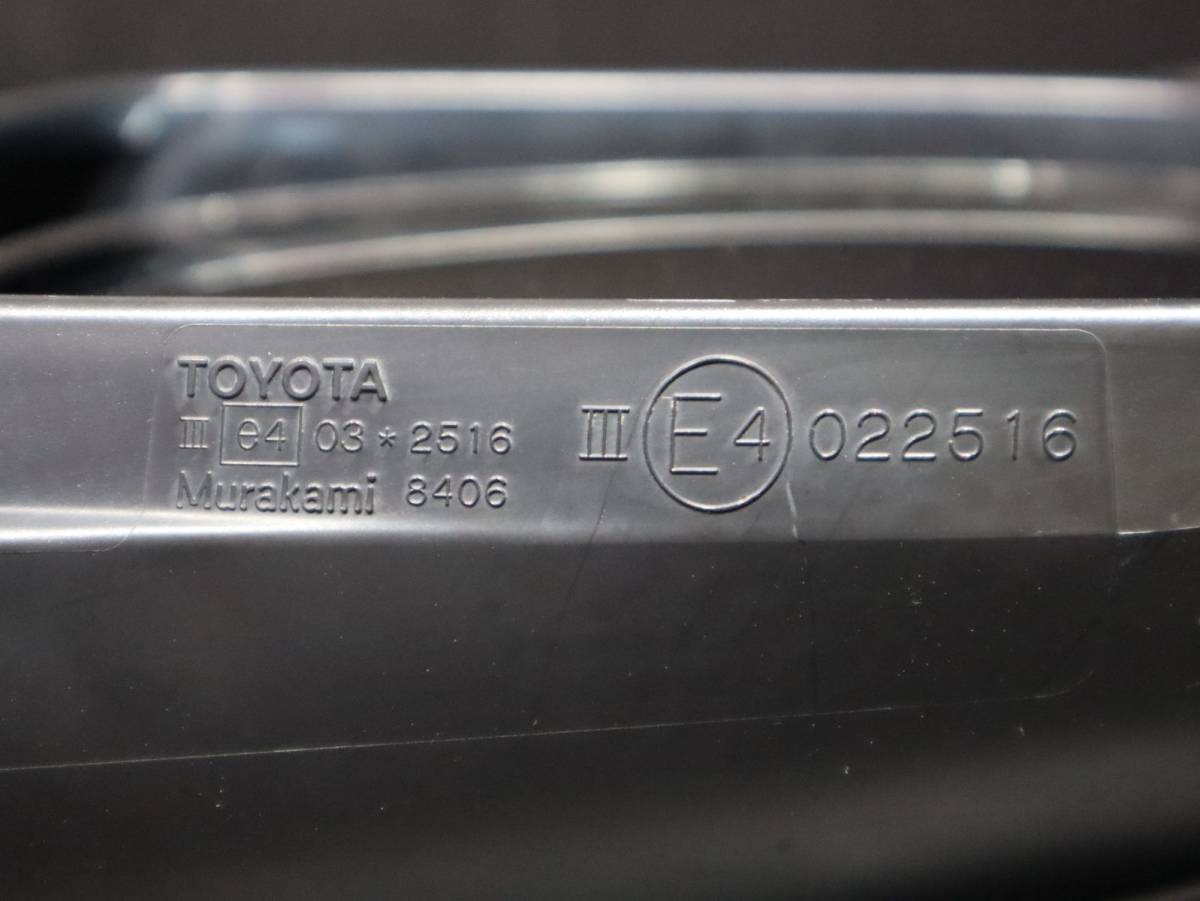 TOYOTA
III e4 03*2516
Murakami 8406
III E4 022516